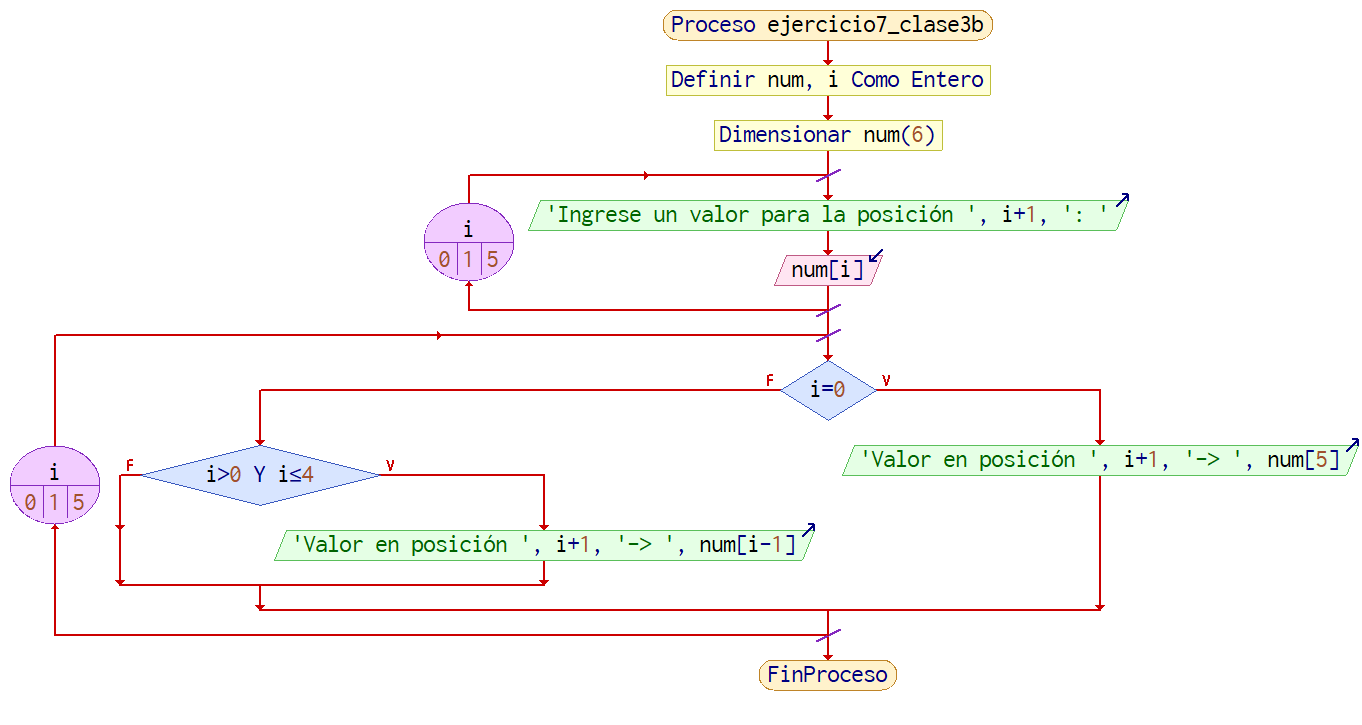 Proceso ejercicio7_clase3b
Definir num, i Como Entero
Dimensionar num(6)
'Ingrese un valor para la posición ', i+1, ': '
i
0 1 5
num[i]
F
i=0
V
F
i>0 Y i≤4
V
'Valor en posición ', i+1, '-> ', num[5]
i
0 1 5
'Valor en posición ', i+1, '-> ', num[i-1]
FinProceso